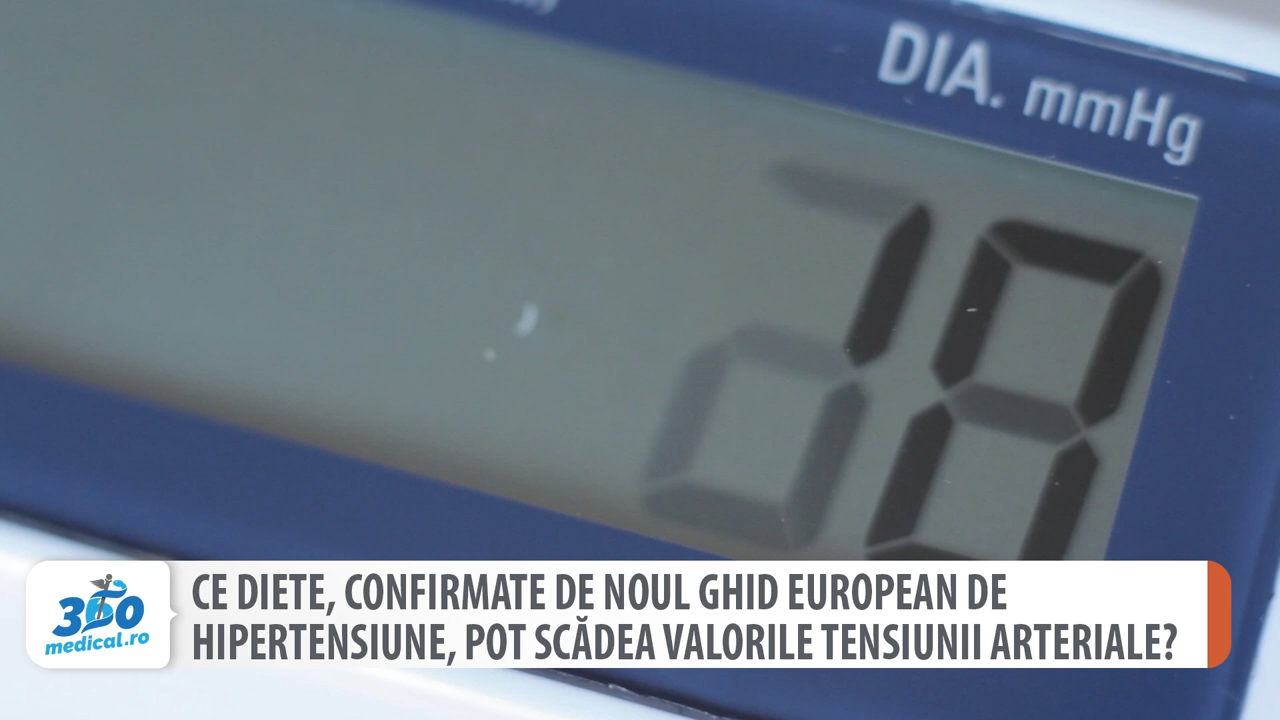 DIA. mmHg
360
medical.ro
CE DIETE, CONFIRMATE DE NOUL GHID EUROPEAN DE
HIPERTENSIUNE, POT SCĂDEA VALORILE TENSIUNII ARTERIALE?